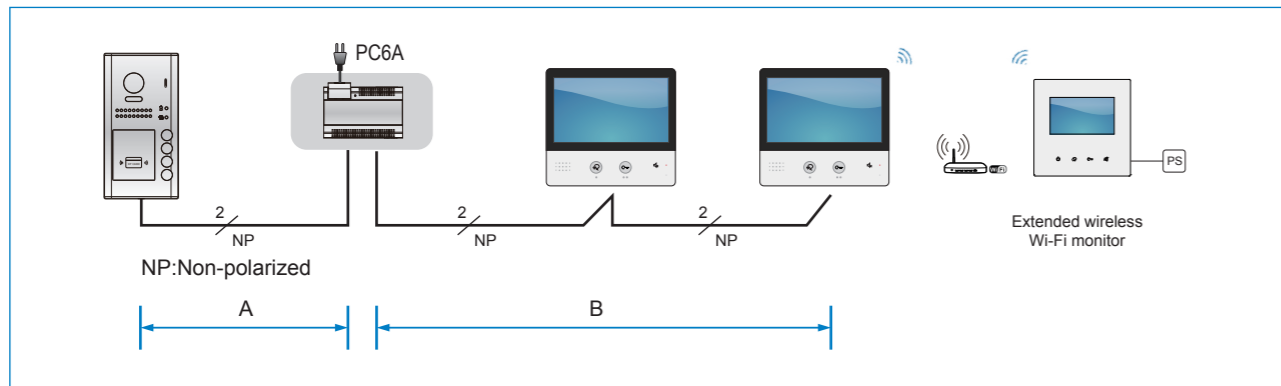 PC6A
PS
2
NP
2
NP
2
NP
Extended wireless
Wi-Fi monitor
NP:Non-polarized
A
B